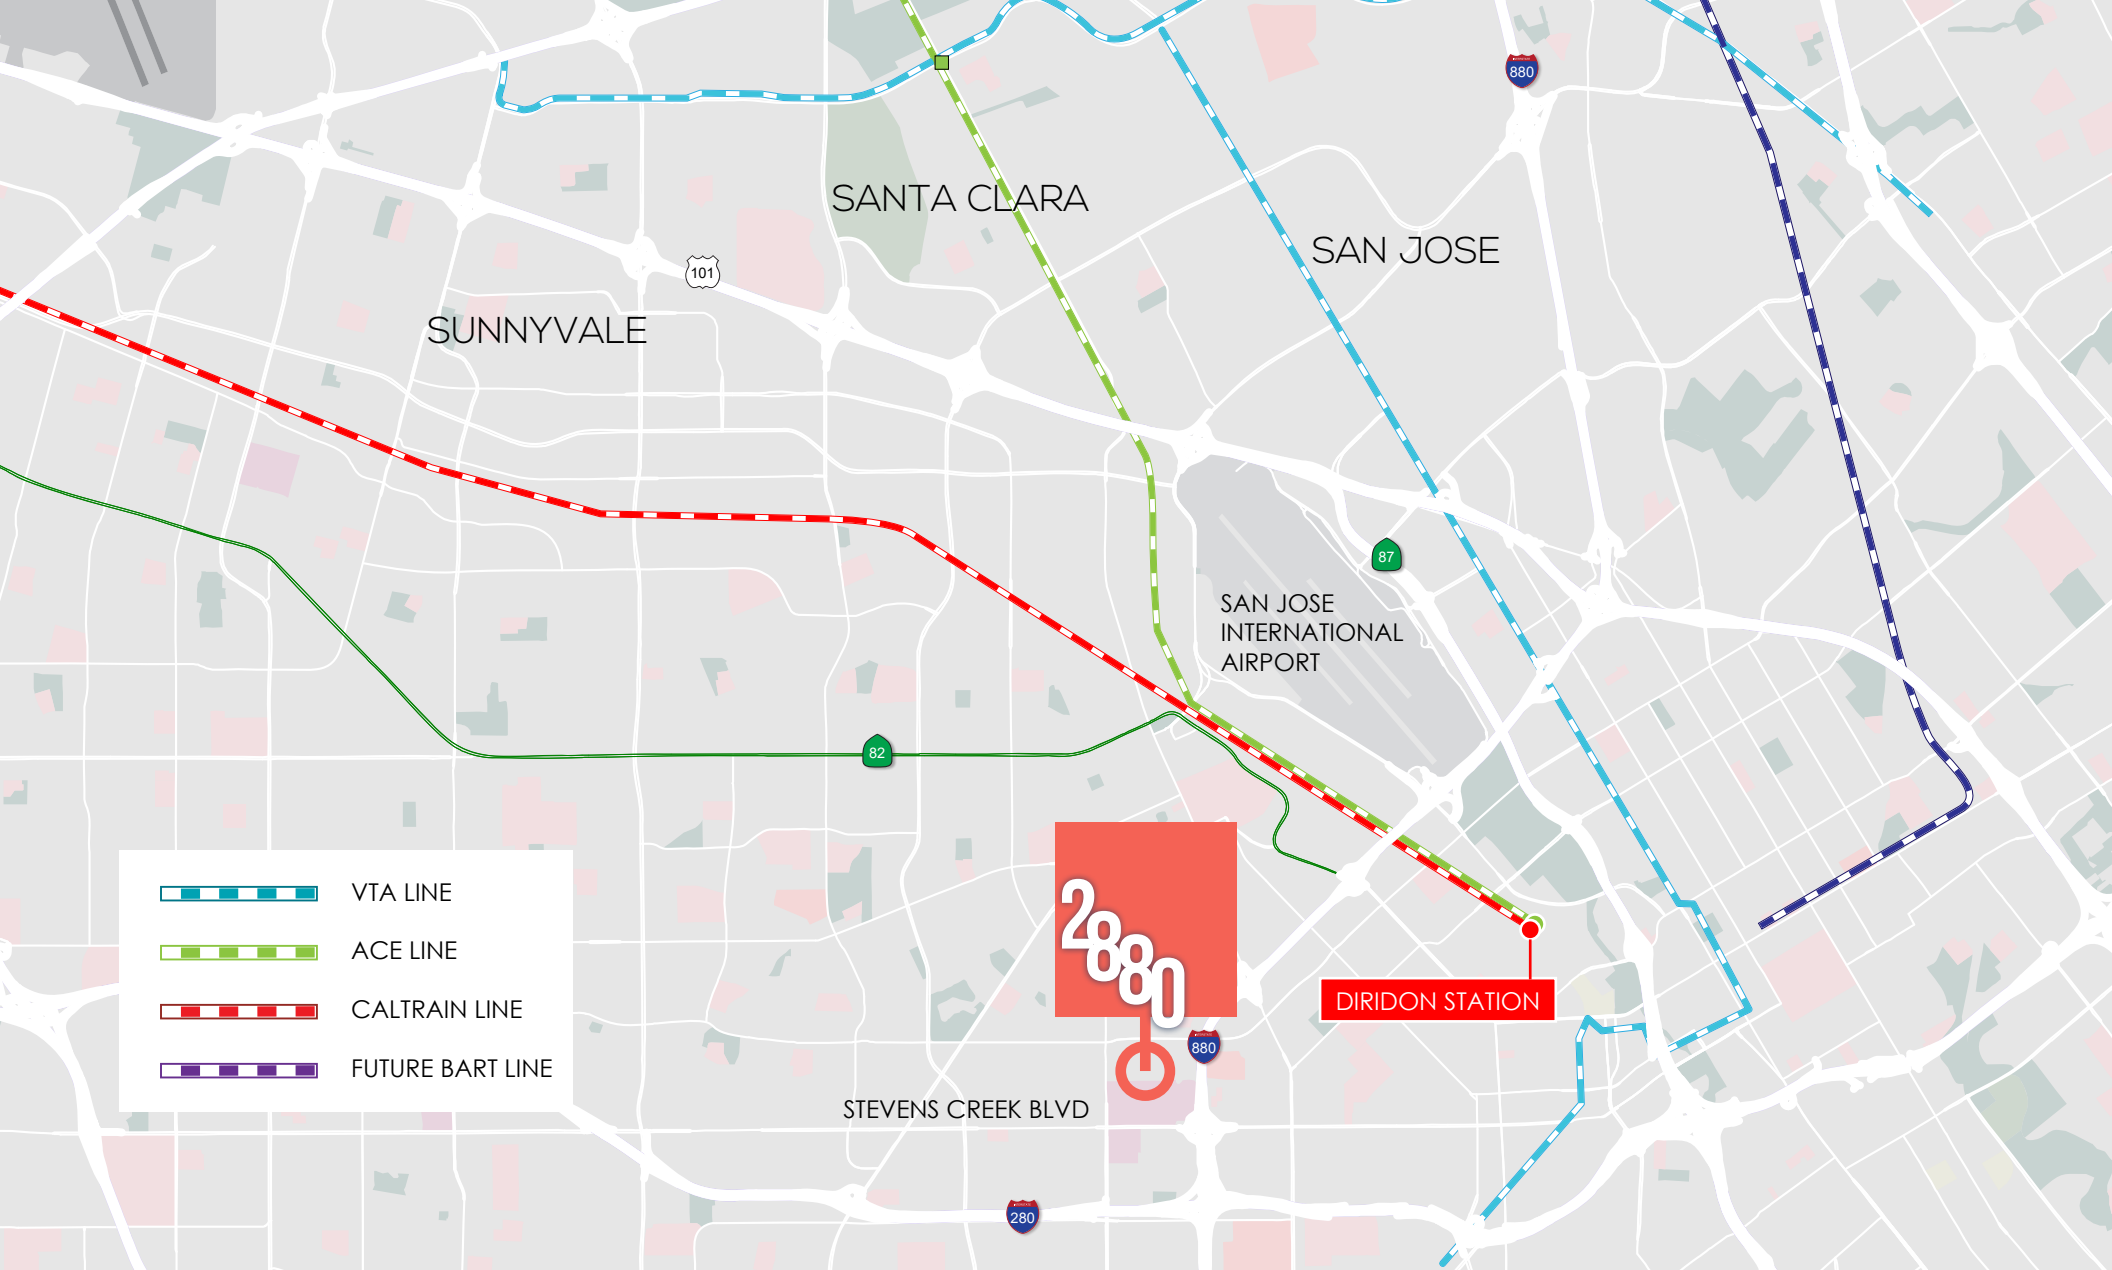 880
SANTA CLARA
SAN JOSE
101
SUNNYVALE
87
SAN JOSE
INTERNATIONAL
AIRPORT
82
2880
VTA LINE
ACE LINE
CALTRAIN LINE
FUTURE BART LINE
DIRIDON STATION
880
STEVENS CREEK BLVD
280